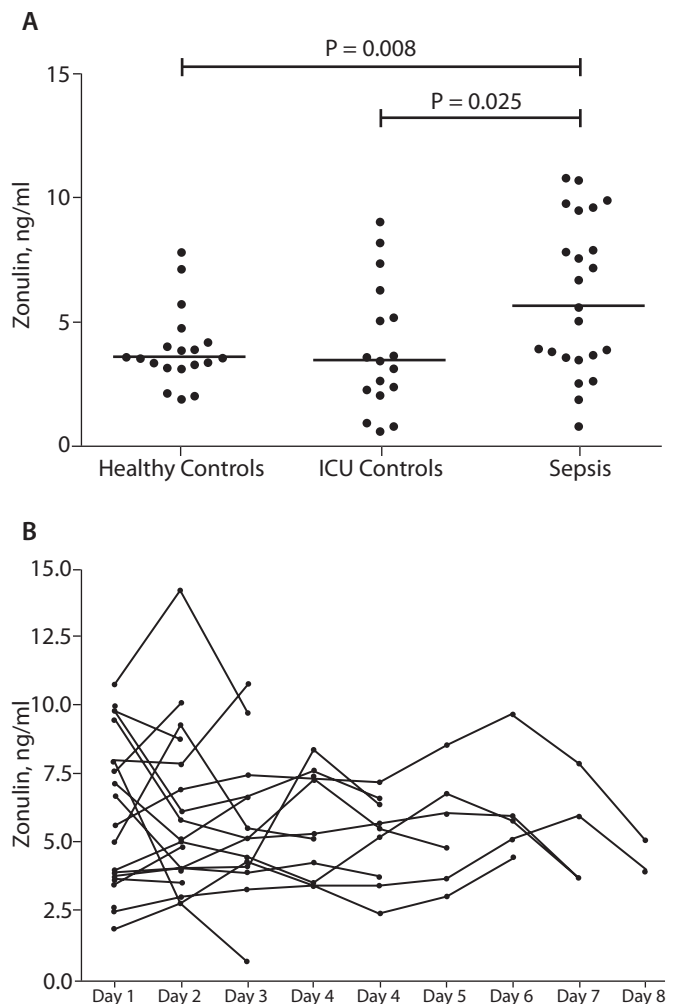 A
P = 0.008
P = 0.025
15
10
5
0
Zonulin, ng/ml
Healthy Controls ICU Controls Sepsis
B
15.0
12.5
10.0
7.5
5.0
2.5
0.0
Zonulin, ng/ml
Day 1 Day 2 Day 3 Day 4 Day 4 Day 5 Day 6 Day 7 Day 8